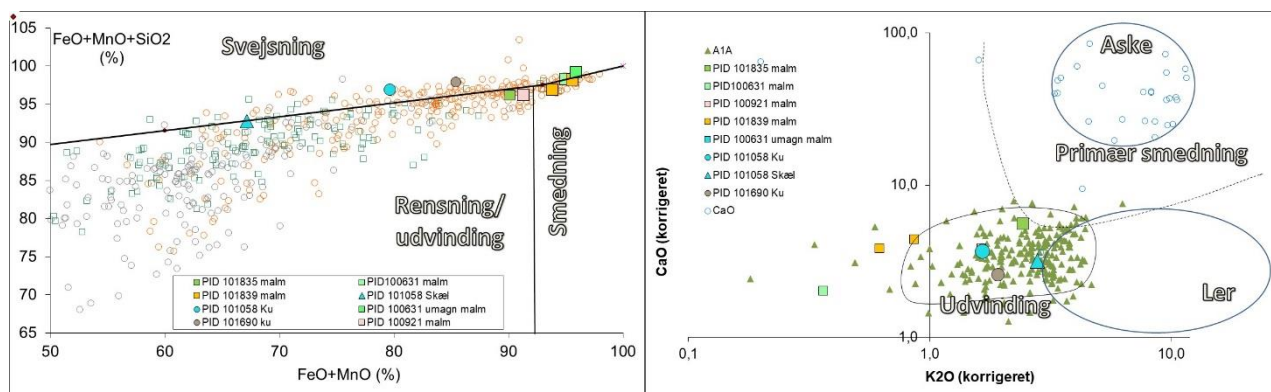 105
100
95
90
85
80
75
70
65
FeO+MnO+SiO2
(%)
Svejsning
Rensning/
udvinding
Smedning
PID 101835 malm
PID100631 malm
PID 101839 malm
PID 101058 Skæl
PID 101058 Ku
PID 100631 umagn malm
PID 101690 ku
PID 100921 malm
50
60
70
80
90
100
FeO+MnO (%)
CaO (korrigeret)
100,0
10,0
1,0
A1A
PID 101835 malm
PID100631 malm
PID 100921 malm
PID 101839 malm
PID 100631 umagn malm
PID 101058 Ku
PID 101058 Skæl
PID 101690 Ku
CaO
Aske
Primær smedning
Udvinding
Ler
0,1
1,0
10,0
K2O (korrigeret)